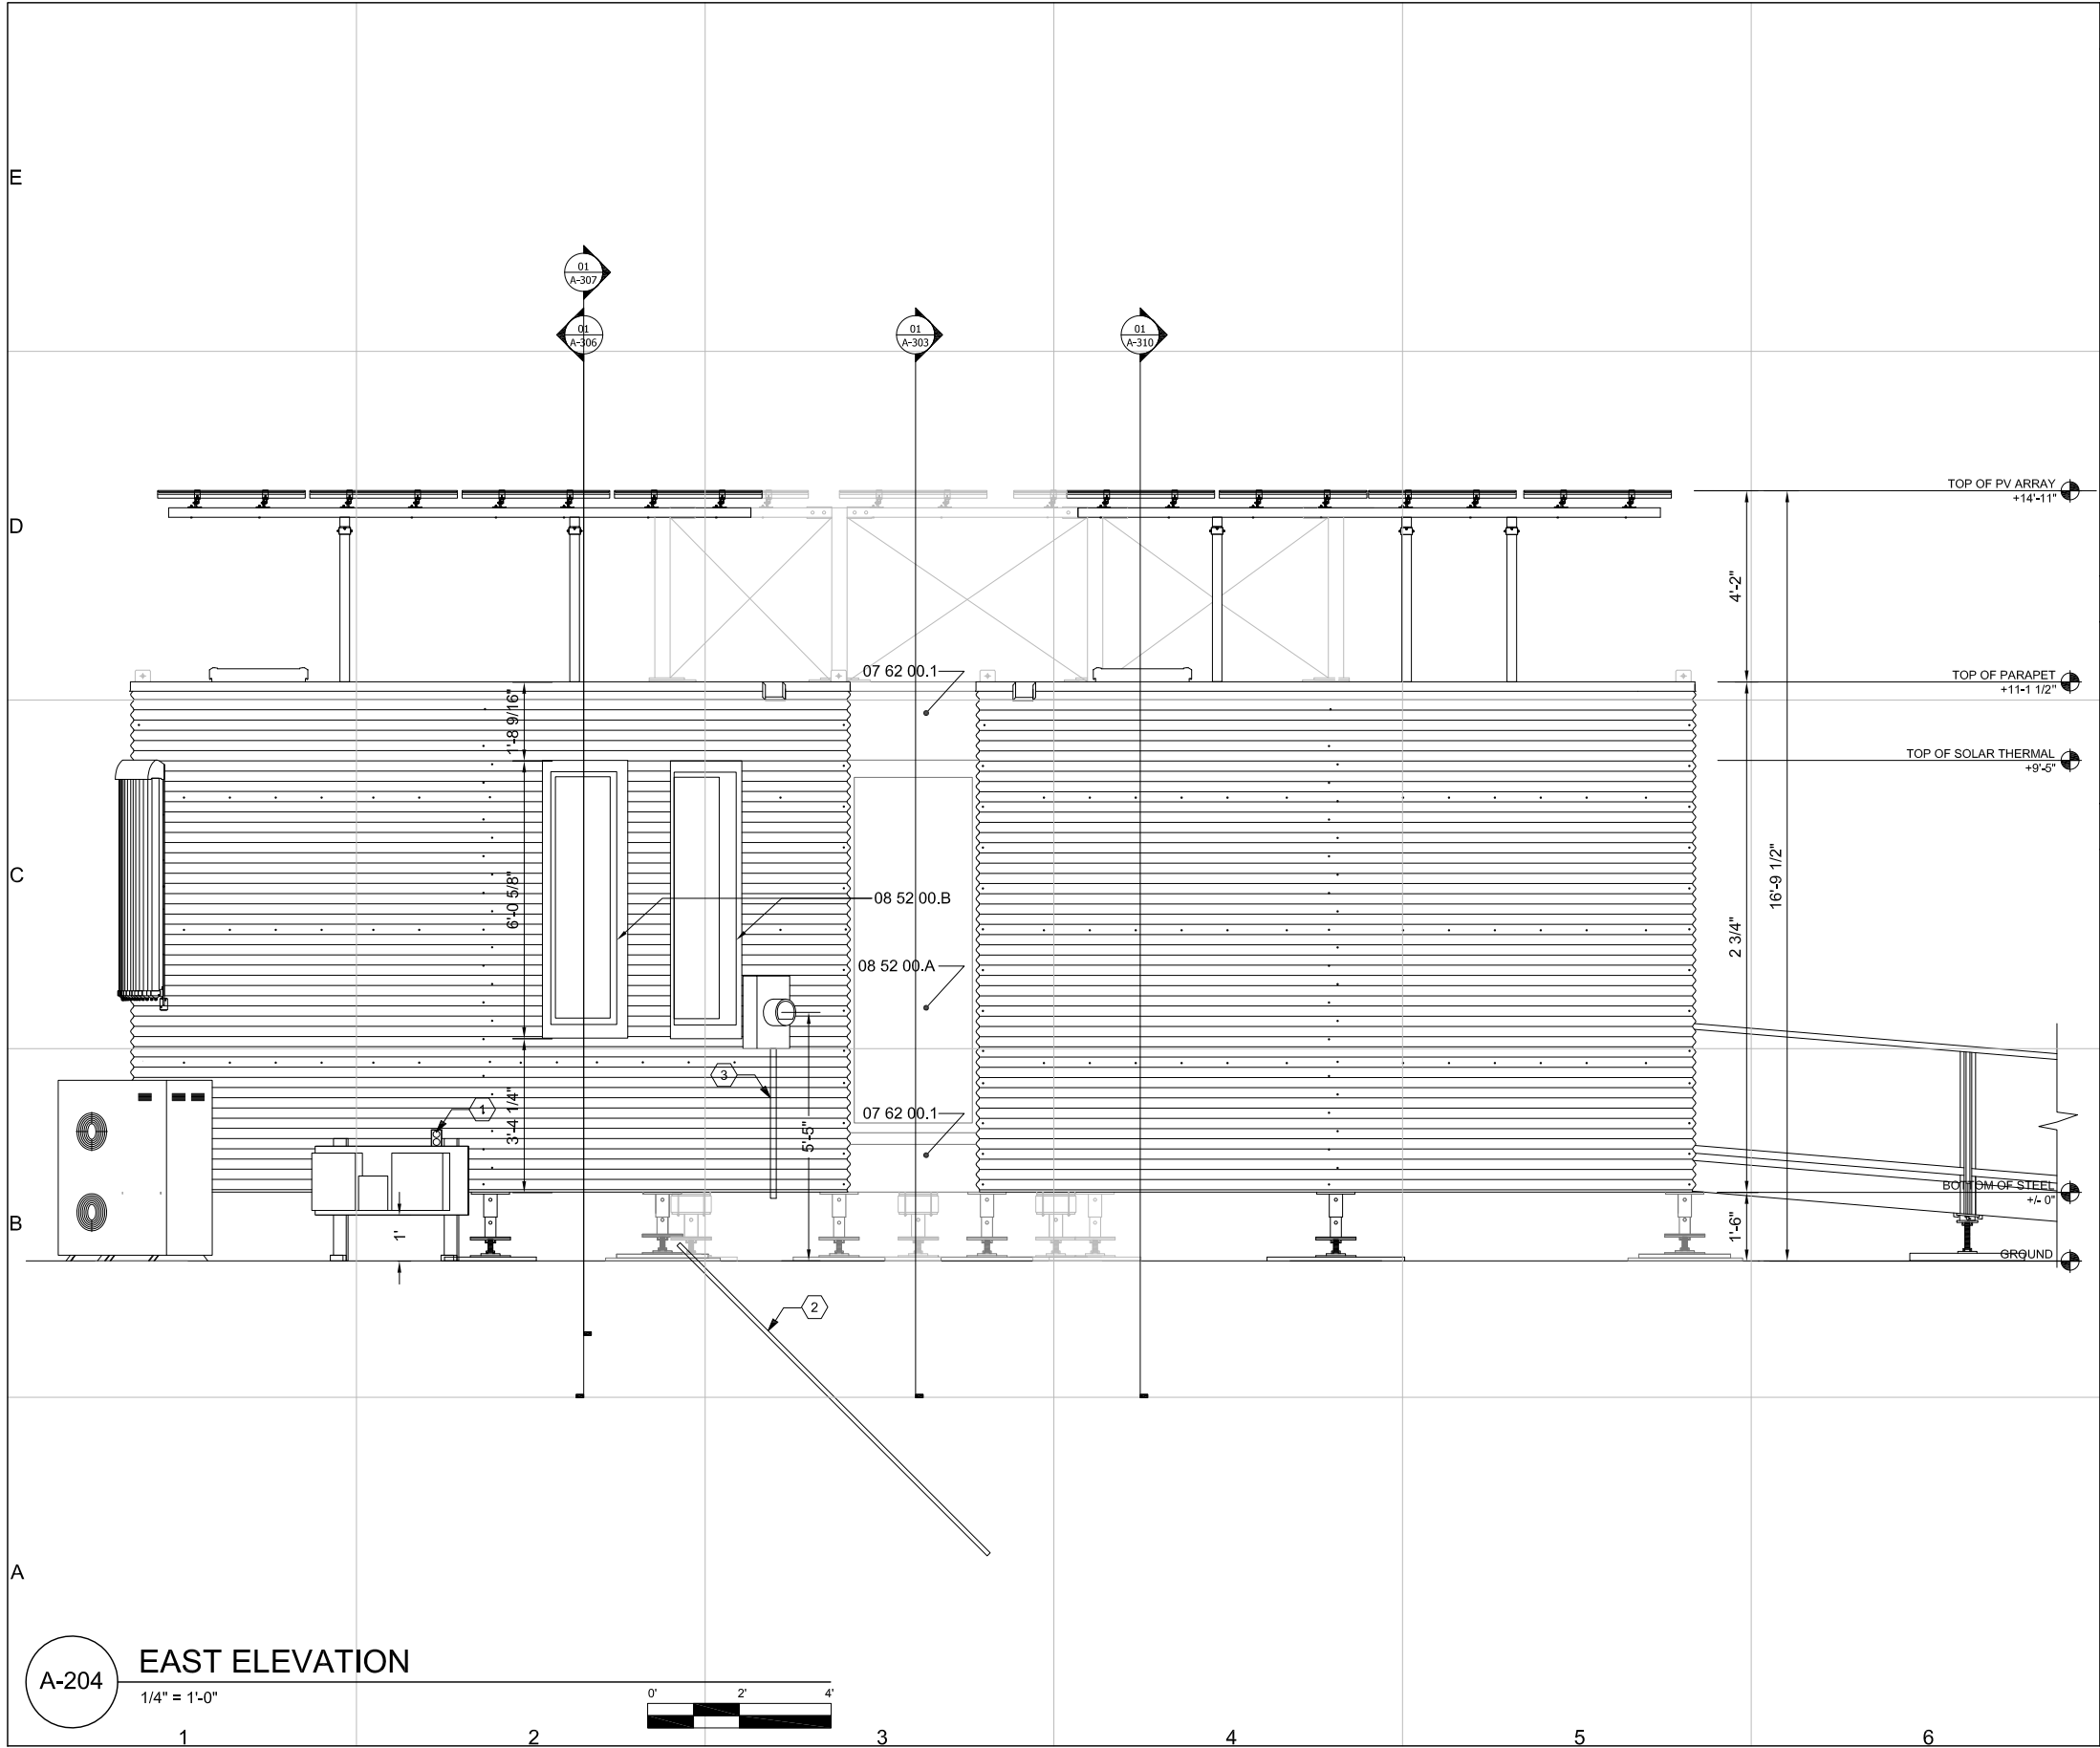 E
01
A-307
01
A-306
01
A-303
01
A-310
D
TOP OF PV ARRAY
+14'-11"
4'-2"
07 62 00.1
TOP OF PARAPET
+11-1 1/2"
1'-8 9/16"
TOP OF SOLAR THERMAL
+9'-5"
C
6'-0 5/8"
08 52 00.B
16'-9 1/2"
2 3/4"
08 52 00.A
3
1
3'-4 1/4"
07 62 00.1
5'-5"
BOTTOM OF STEEL
+/- 0"
B
1'
1'-6"
GROUND
2
A
A-204
EAST ELEVATION
1/4" = 1'-0"
0' 2' 4'
1 2 3 4 5 6